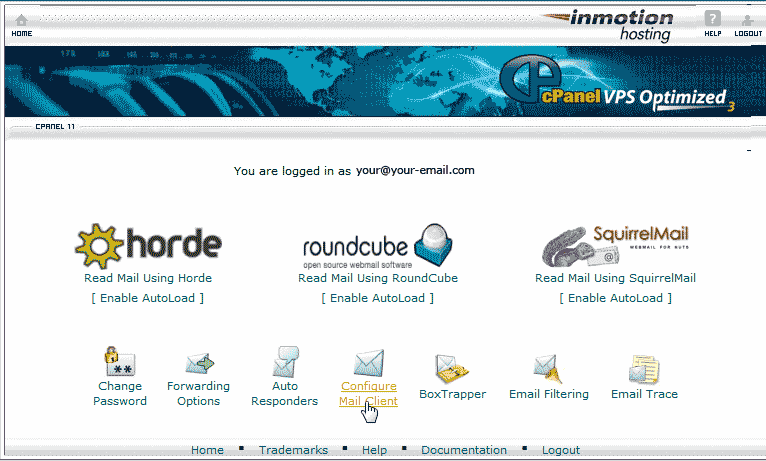 inmotion
hosting
HOME
HELP
LOGOUT
cPanel VPS Optimized 3
CPANEL 11
You are logged in as your@your-email.com
horde
roundcube
open source webmail software
SquirrelMail
WEBMAIL FOR NUTS
Read Mail Using Horde
Read Mail Using RoundCube
Read Mail Using SquirrelMail
[ Enable AutoLoad ]
[ Enable AutoLoad ]
[ Enable AutoLoad ]
Change
Password
Forwarding
Options
Auto
Responders
Configure
Mail Client
BoxTrapper
Email Filtering
Email Trace
Home ▪ Trademarks ▪ Help ▪ Documentation ▪ Logout